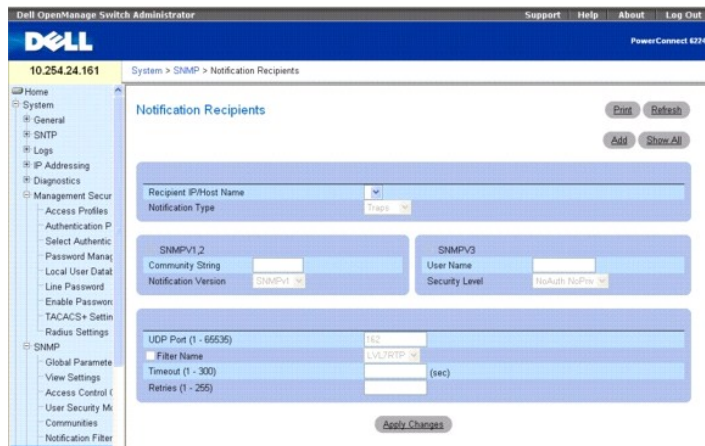 Dell OpenManage Switch Administrator
Support Help About Log Out
DELL
PowerConnect 6224
10.254.24.161
System > SNMP > Notification Recipients
Home
System
General
SNTP
Logs
IP Addressing
Diagnostics
Management Secur
Access Profiles
Authentication P
Select Authentic
Password Manag
Local User Datab
Line Password
Enable Passwor
TACACS+ Settin
Radius Settings
SNMP
Global Paramete
View Settings
Access Control
User Security Mo
Communities
Notification Filter
Notification Recipients
Print Refresh
Add Show All
Recipient IP/Host Name
Notification Type Traps
SNMPV1,2
Community String
Notification Version SNMPv1
SNMPV3
User Name
Security Level NoAuth NoPriv
UDP Port (1 - 65535) 162
Filter Name LVL7RTP
Timeout (1 - 300) (sec)
Retries (1 - 255)
Apply Changes